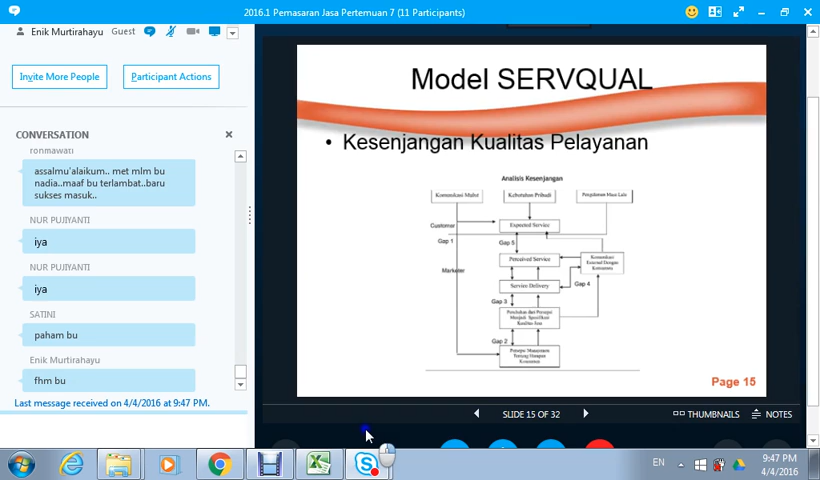 2016.1 Pemasaran Jasa Pertemuan 7 (11 Participants)
Enik Murtirahayu Guest
Invite More People
Participant Actions
CONVERSATION
ronmawati
assalmu'alaikum.. met mlm bu
nadia..maaf bu terlambat..baru
sukses masuk..
NUR PUJIYANTI
iya
NUR PUJIYANTI
iya
SATINI
paham bu
Enik Murtirahayu
fhm bu
Last message received on 4/4/2016 at 9:47 PM.
Model SERVQUAL
• Kesenjangan Kualitas Pelayanan
Analisis Kesenjangan
Komunikasi Mulut
Kebutuhan Pribadi
Pengalaman Masa Lalu
Customer
Expected Service
Gap 1
Gap 5
Perceived Service
Komunikasi
External Dengan
Konsumen
Marketer
Service Delivery
Gap 4
Gap 3
Penelahan dari Persepsi
Menjadi Spesifikasi
Kualitas Jasa
Gap 2
Persepsi Manajemen
Tentang Harapan
Konsumen
Page 15
SLIDE 15 OF 32
THUMBNAILS
NOTES
EN
9:47 PM
4/4/2016